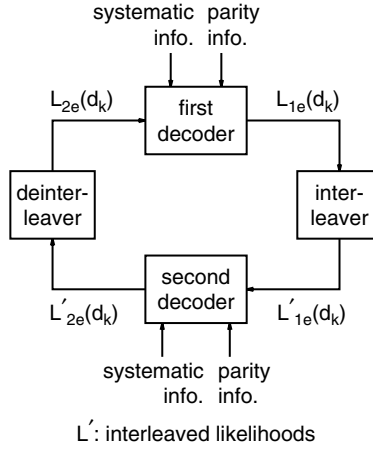 systematic parity
info. info.
L2e(dk)
first
decoder
L1e(dk)
deinter-
leaver
inter-
leaver
L′2e(dk)
second
decoder
L′1e(dk)
systematic parity
info. info.
L′: interleaved likelihoods